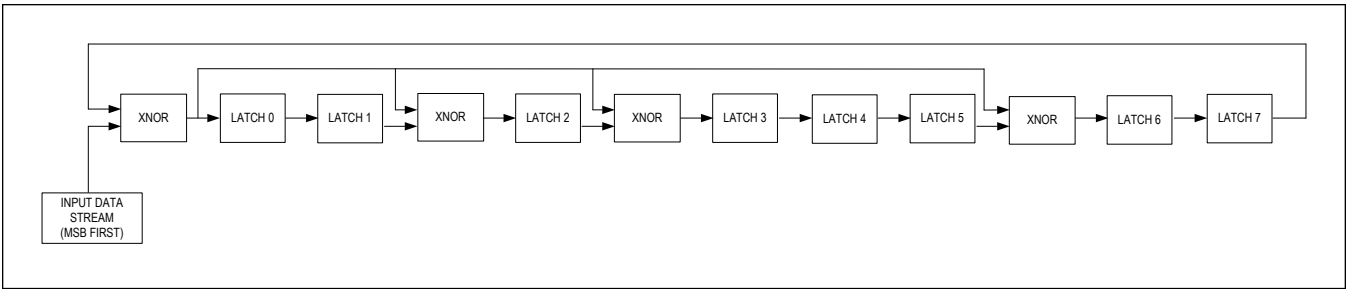 XNOR
LATCH 0
LATCH 1
XNOR
LATCH 2
XNOR
LATCH 3
LATCH 4
LATCH 5
XNOR
LATCH 6
LATCH 7
INPUT DATA
STREAM
(MSB FIRST)